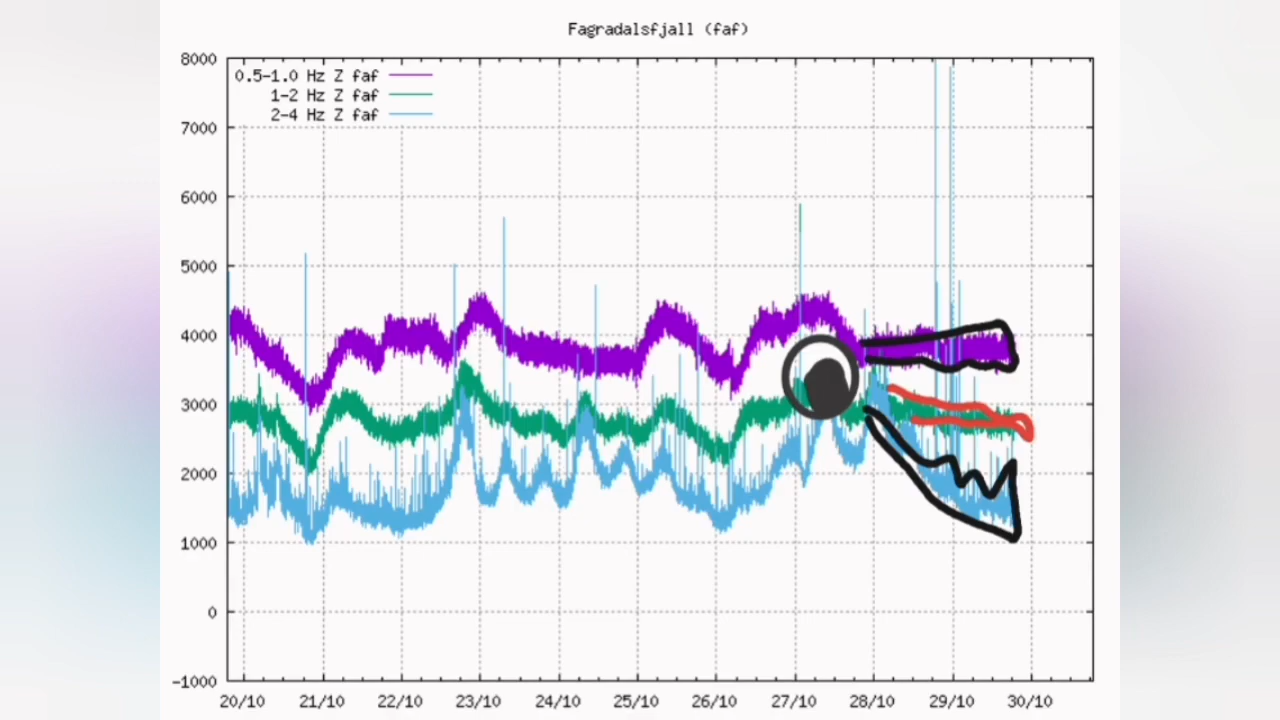 Fagradalsfjall (faf)
8000
0.5-1.0 Hz Z faf
1-2 Hz Z faf
2-4 Hz Z faf
7000
6000
5000
4000
3000
2000
1000
0
-1000
20/10 21/10 22/10 23/10 24/10 25/10 26/10 27/10 28/10 29/10 30/10